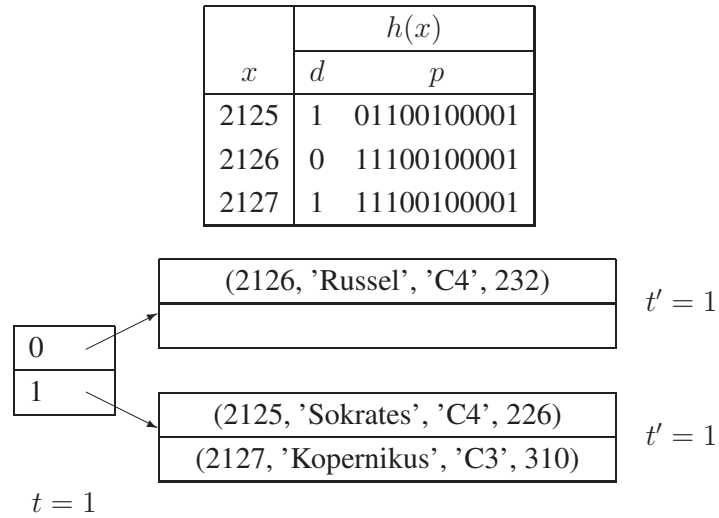 h(x)
x d p
2125 1 01100100001
2126 0 11100100001
2127 1 11100100001
(2126, 'Russel', 'C4', 232)
t′ = 1
0
1
(2125, 'Sokrates', 'C4', 226)
(2127, 'Kopernikus', 'C3', 310)
t′ = 1
t = 1